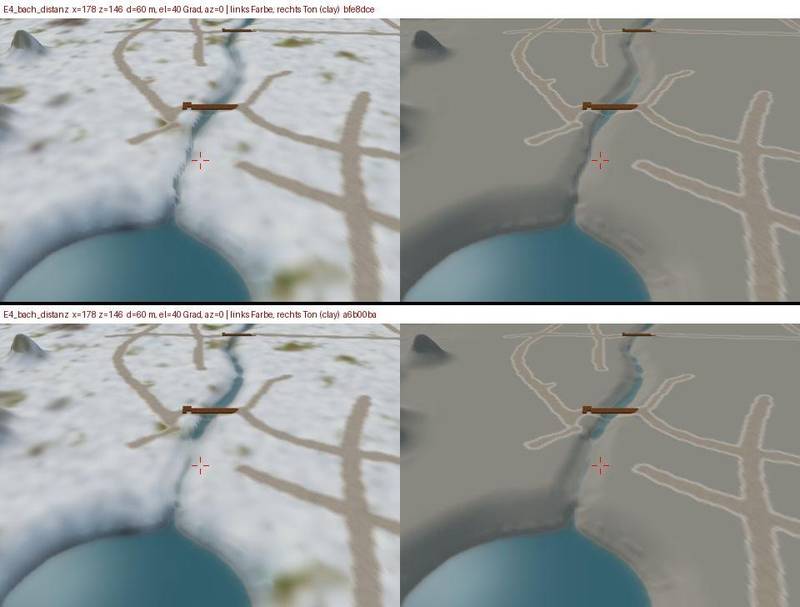 E4_bach_distanz x=178 z=146 d=60 m, el=40 Grad, az=0 | links Farbe, rechts Ton (clay) bfe8dce
E4_bach_distanz x=178 z=146 d=60 m, el=40 Grad, az=0 | links Farbe, rechts Ton (clay) a6b00ba